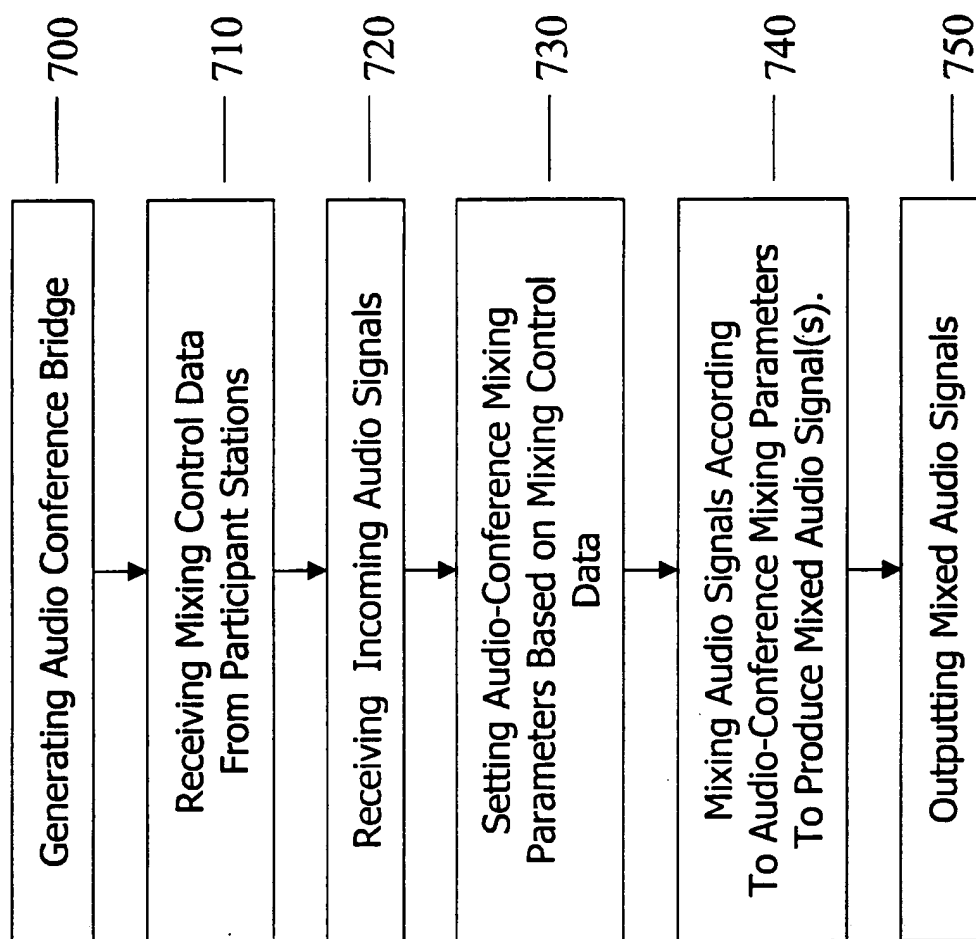 Generating Audio Conference Bridge
700
Receiving Mixing Control Data
From Participant Stations
710
Receiving Incoming Audio Signals
720
Setting Audio-Conference Mixing
Parameters Based on Mixing Control
Data
730
Mixing Audio Signals According
To Audio-Conference Mixing Parameters
To Produce Mixed Audio Signal(s).
740
Outputting Mixed Audio Signals
750